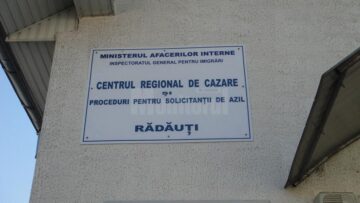 MINISTERUL AFACERILOR INTERNE
INSPECTORATUL GENERAL PENTRU IMIGRĂRI
CENTRUL REGIONAL DE CAZARE
ȘI
PROCEDURI PENTRU SOLICITANȚII DE AZIL
RĂDĂUȚI